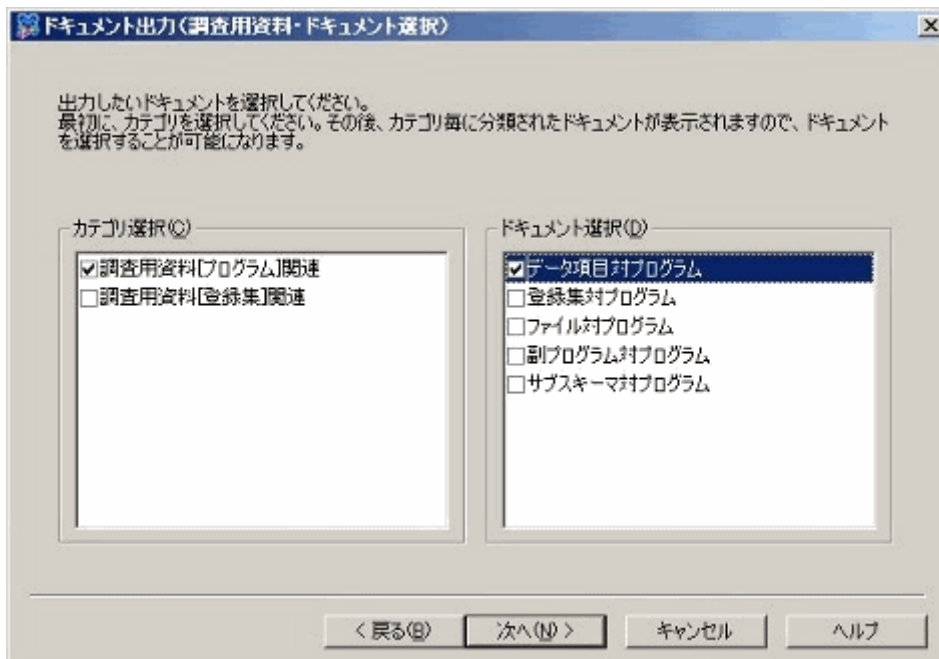 ドキュメント出力(調査用資料・ドキュメント選択)
出力したいドキュメントを選択してください。
最初に、カテゴリを選択してください。その後、カテゴリ毎に分類されたドキュメントが表示されますので、ドキュメント
を選択することが可能になります。
カテゴリ選択(C)
調査用資料[プログラム]関連
調査用資料[登録集]関連
ドキュメント選択(D)
データ項目対プログラム
登録集対プログラム
ファイル対プログラム
副プログラム対プログラム
サブスキーマ対プログラム
< 戻る(B)
次へ(N) >
キャンセル
ヘルプ